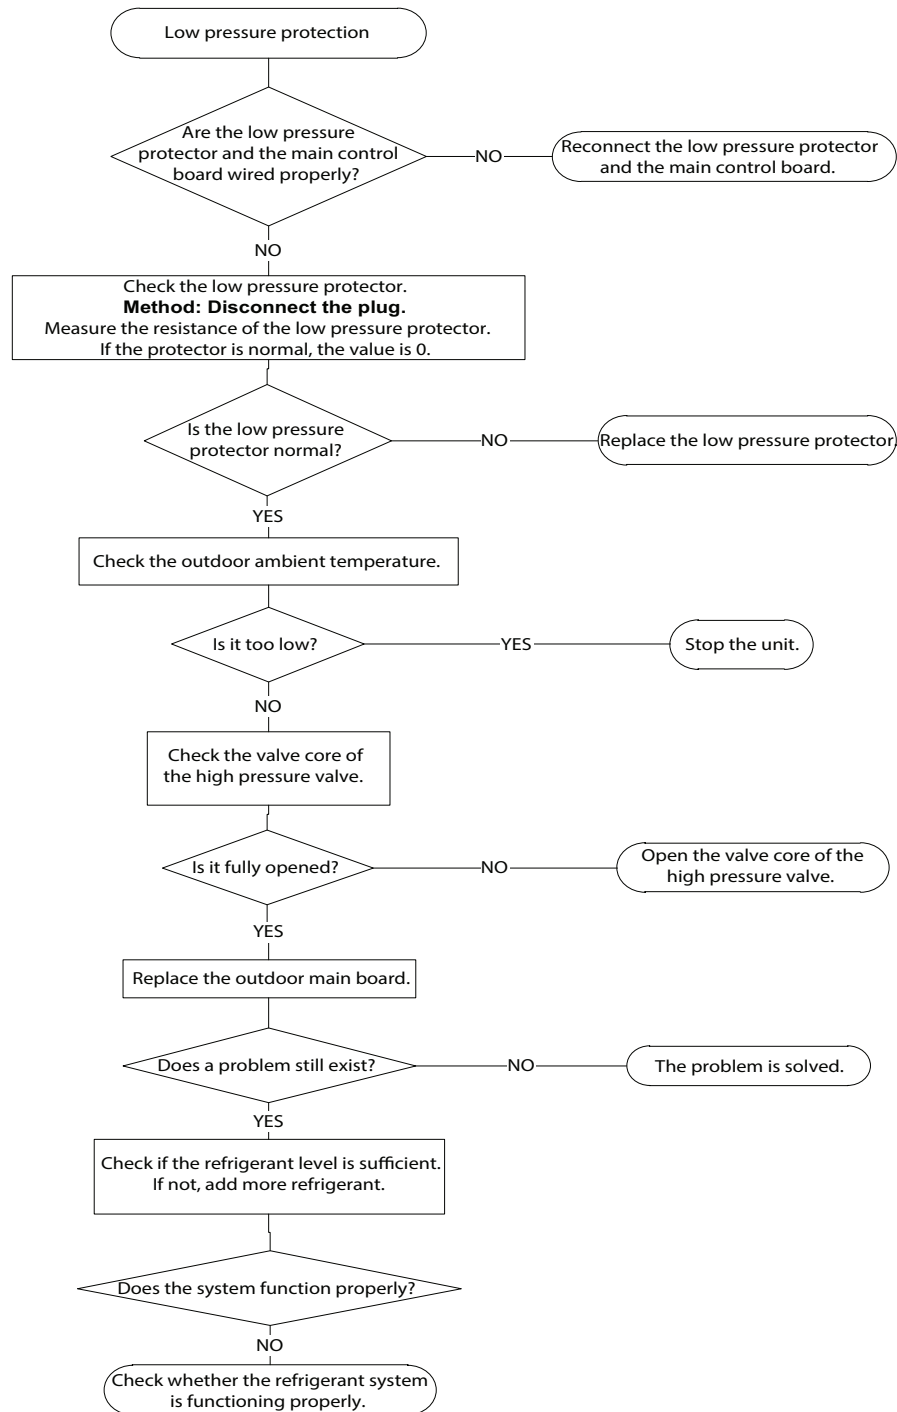 Low pressure protection
Are the low pressure
protector and the main control
board wired properly?
NO
Reconnect the low pressure protector
and the main control board.
NO
Check the low pressure protector.
Method: Disconnect the plug.
Measure the resistance of the low pressure protector.
If the protector is normal, the value is 0.
Is the low pressure
protector normal?
NO
Replace the low pressure protector.
YES
Check the outdoor ambient temperature.
Is it too low?
YES
Stop the unit.
NO
Check the valve core of
the high pressure valve.
Is it fully opened?
NO
Open the valve core of the
high pressure valve.
YES
Replace the outdoor main board.
Does a problem still exist?
NO
The problem is solved.
YES
Check if the refrigerant level is sufficient.
If not, add more refrigerant.
Does the system function properly?
NO
Check whether the refrigerant system
is functioning properly.